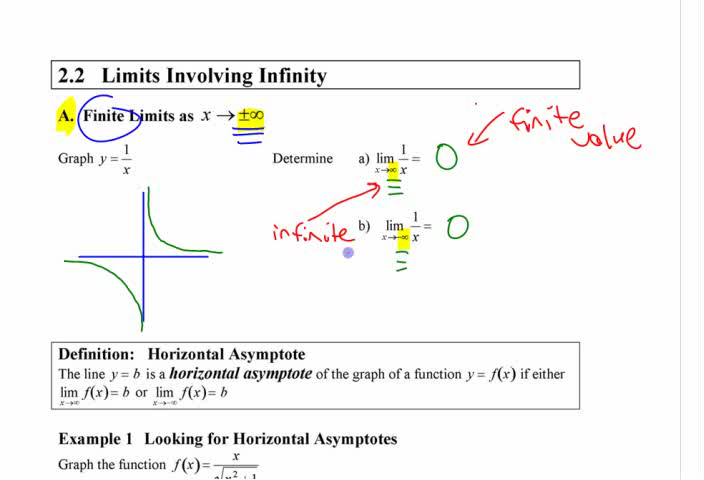 2.2 Limits Involving Infinity
A. Finite Limits as x → ±∞
Graph y = 1/x
Determine a) lim x→∞ 1/x = 0
finite value
infinite
b) lim x→-∞ 1/x = 0
Definition: Horizontal Asymptote
The line y = b is a horizontal asymptote of the graph of a function y = f(x) if either
lim x→∞ f(x) = b or lim x→-∞ f(x) = b
Example 1 Looking for Horizontal Asymptotes
Graph the function f(x) = x/√x² + 1